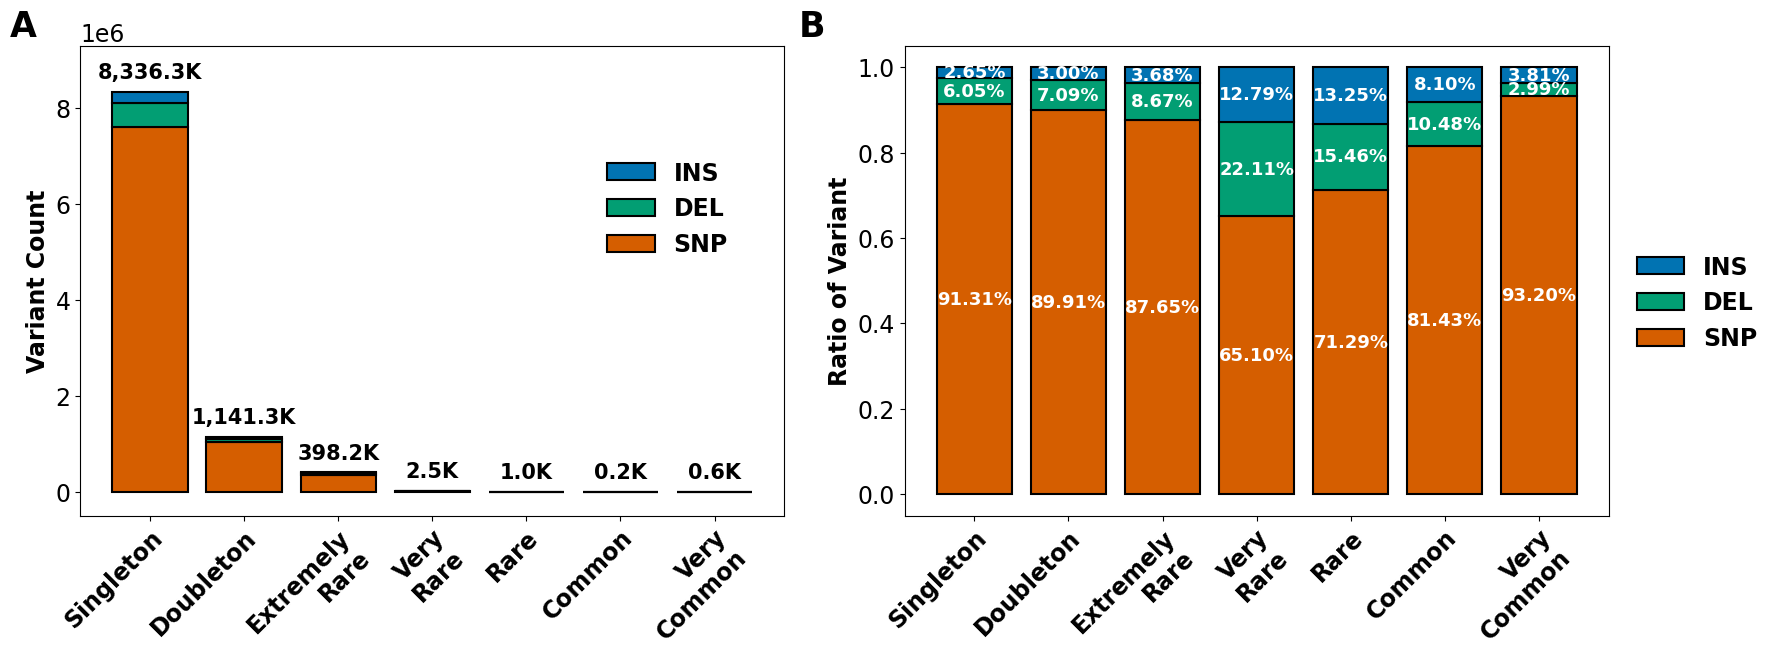 A
1e6
8,336.3K
8
6
4
2
0
Variant Count
1,141.3K
398.2K
2.5K
1.0K
0.2K
0.6K
INS
DEL
SNP
Singleton
Doubleton
Extremely
Rare
Very
Rare
Rare
Common
Very
Common
B
1.0
0.8
0.6
0.4
0.2
0.0
Ratio of Variant
2.65%
3.00%
3.68%
12.79%
13.25%
8.10%
3.81%
6.05%
7.09%
8.67%
22.11%
15.46%
10.48%
2.99%
91.31%
89.91%
87.65%
65.10%
71.29%
81.43%
93.20%
INS
DEL
SNP
Singleton
Doubleton
Extremely
Rare
Very
Rare
Rare
Common
Very
Common